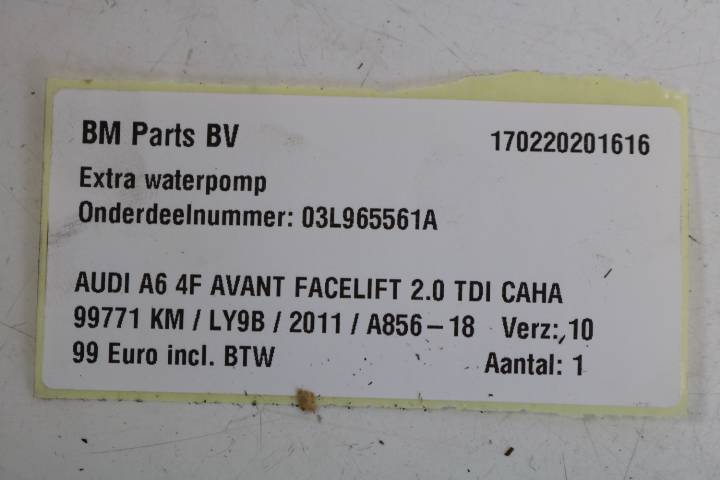 BM Parts BV 170220201616
Extra waterpomp
Onderdeelnummer: 03L965561A
AUDI A6 4F AVANT FACELIFT 2.0 TDI CAHA
99771 KM / LY9B / 2011 / A856-18 Verz: 10
99 Euro incl. BTW Aantal: 1